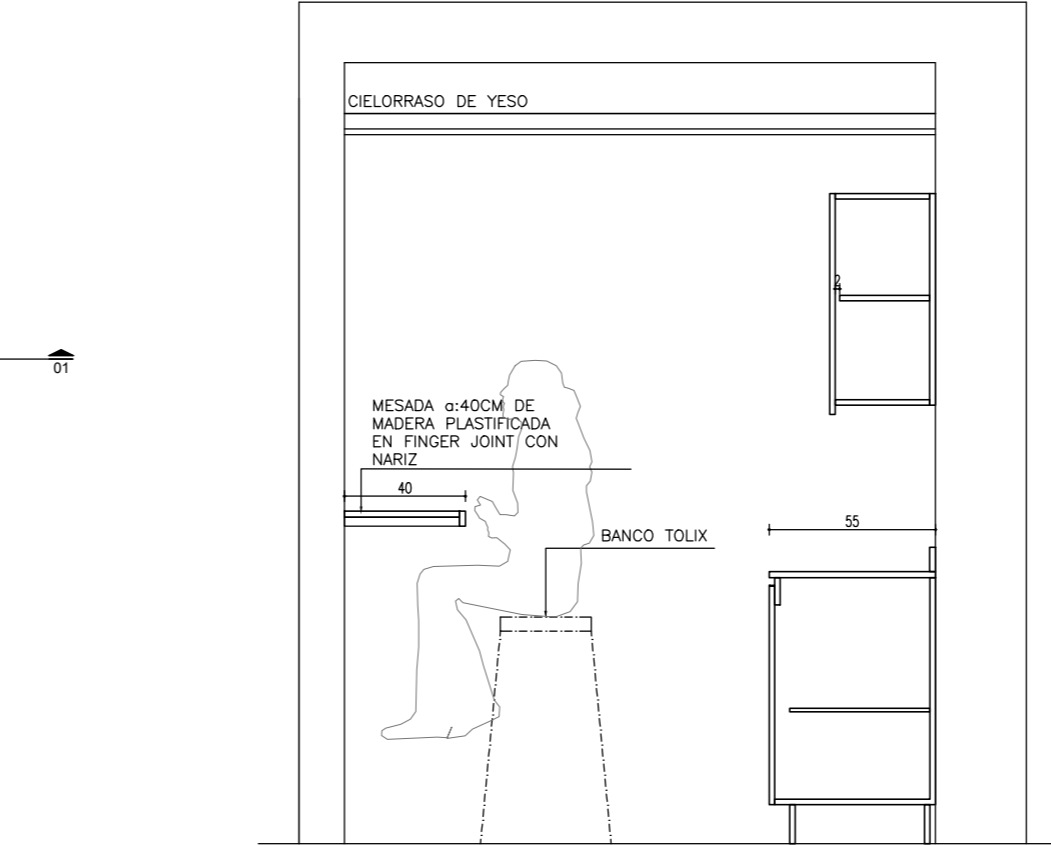 CIELORRASO DE YESO
2
01
MESADA a:40CM DE
MADERA PLASTIFICADA
EN FINGER JOINT CON
NARIZ
40
55
BANCO TOLIX